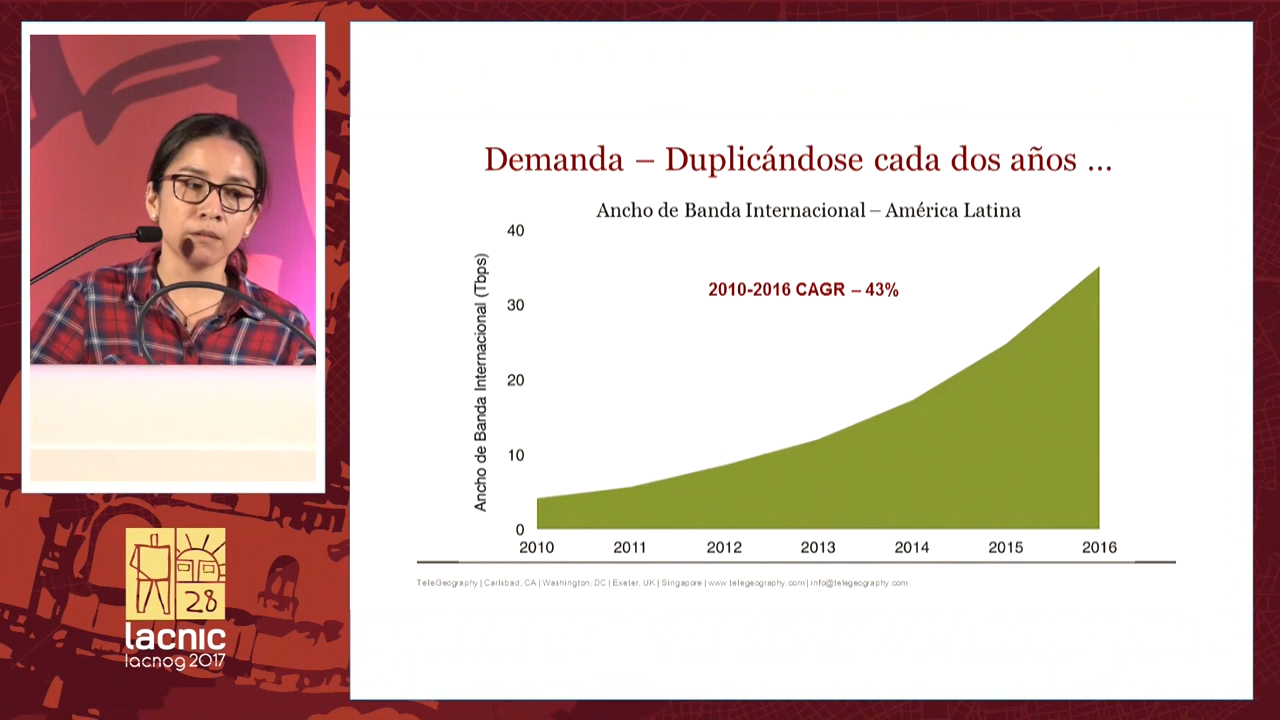 Demanda – Duplicándose cada dos años ...
Ancho de Banda Internacional – América Latina
2010-2016 CAGR – 43%
Ancho de Banda Internacional (Tbps)
40
30
20
10
0
2010 2011 2012 2013 2014 2015 2016
TeleGeography | Carlsbad, CA | Washington, DC | Exeter, UK | Singapore | www.telegeography.com | info@telegeography.com
28
lacnic
lacnog 2017